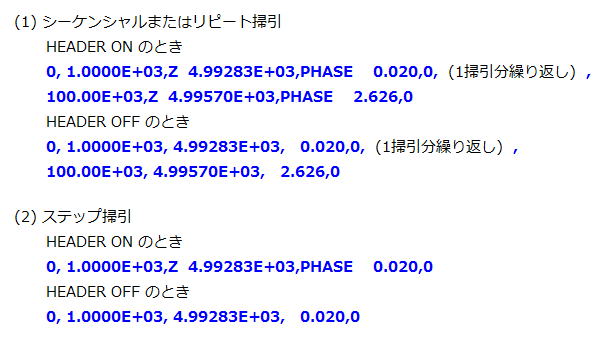 (1) シーケンシャルまたはリピート掃引
HEADER ON のとき
0, 1.0000E+03,Z  4.99283E+03,PHASE    0.020,0,  (1掃引分繰り返し)  ,
100.00E+03,Z  4.99570E+03,PHASE    2.626,0
HEADER OFF のとき
0, 1.0000E+03, 4.99283E+03,   0.020,0,  (1掃引分繰り返し)  ,
100.00E+03, 4.99570E+03,   2.626,0
(2) ステップ掃引
HEADER ON のとき
0, 1.0000E+03,Z  4.99283E+03,PHASE    0.020,0
HEADER OFF のとき
0, 1.0000E+03, 4.99283E+03,   0.020,0